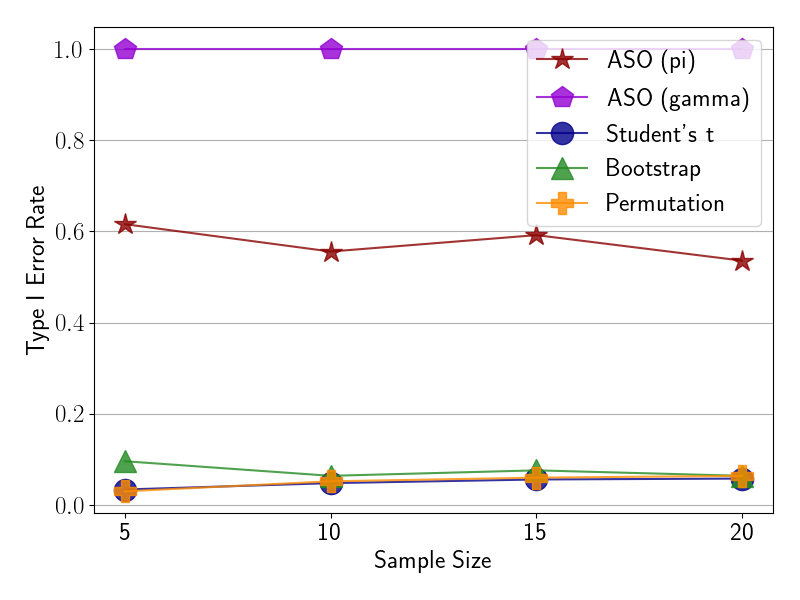 1.0
0.8
0.6
0.4
0.2
0.0
Type I Error Rate
5
10
15
20
Sample Size
ASO (pi)
ASO (gamma)
Student's t
Bootstrap
Permutation